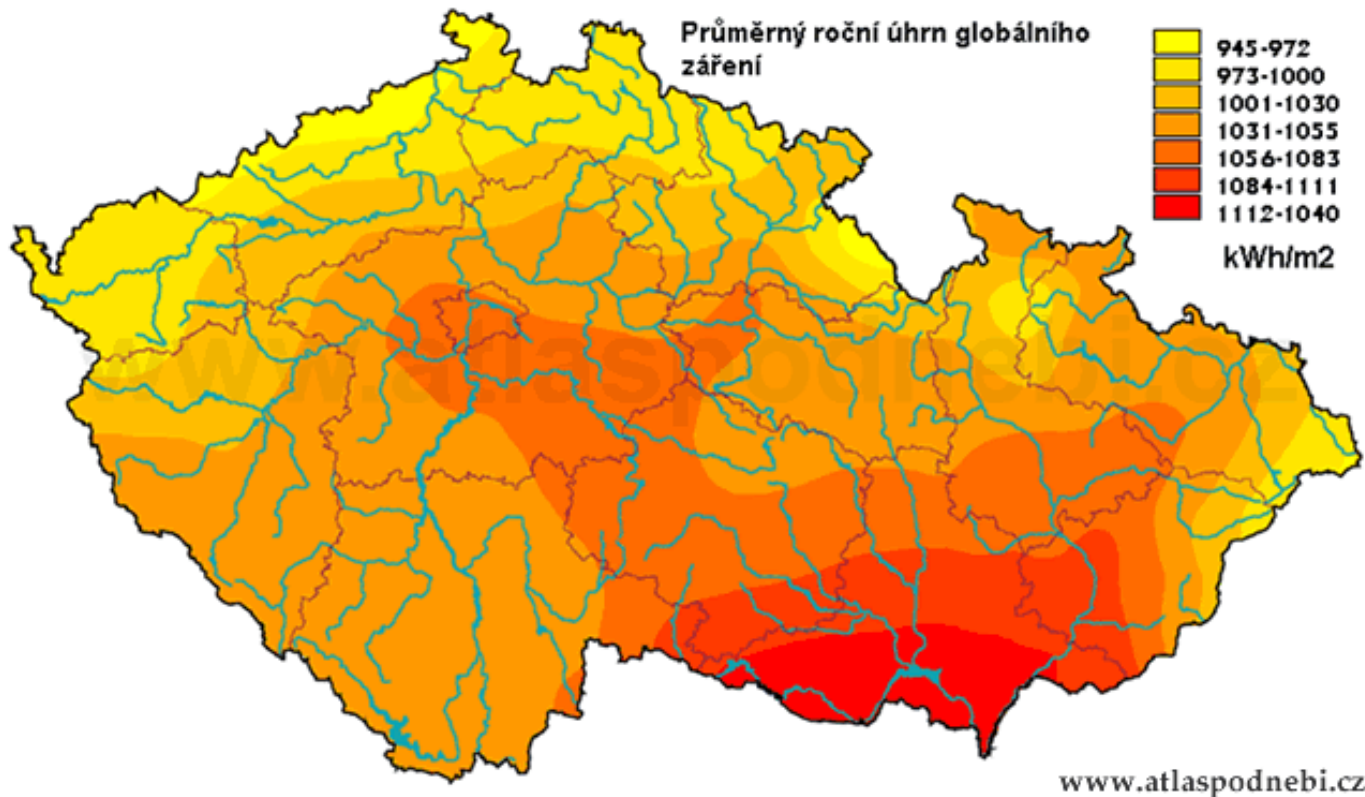 Průměrný roční úhrn globálního
záření
945-972
973-1000
1001-1030
1031-1055
1056-1083
1084-1111
1112-1040
kWh/m2
www.atlaspodnebi.cz
www.atlaspodnebi.cz